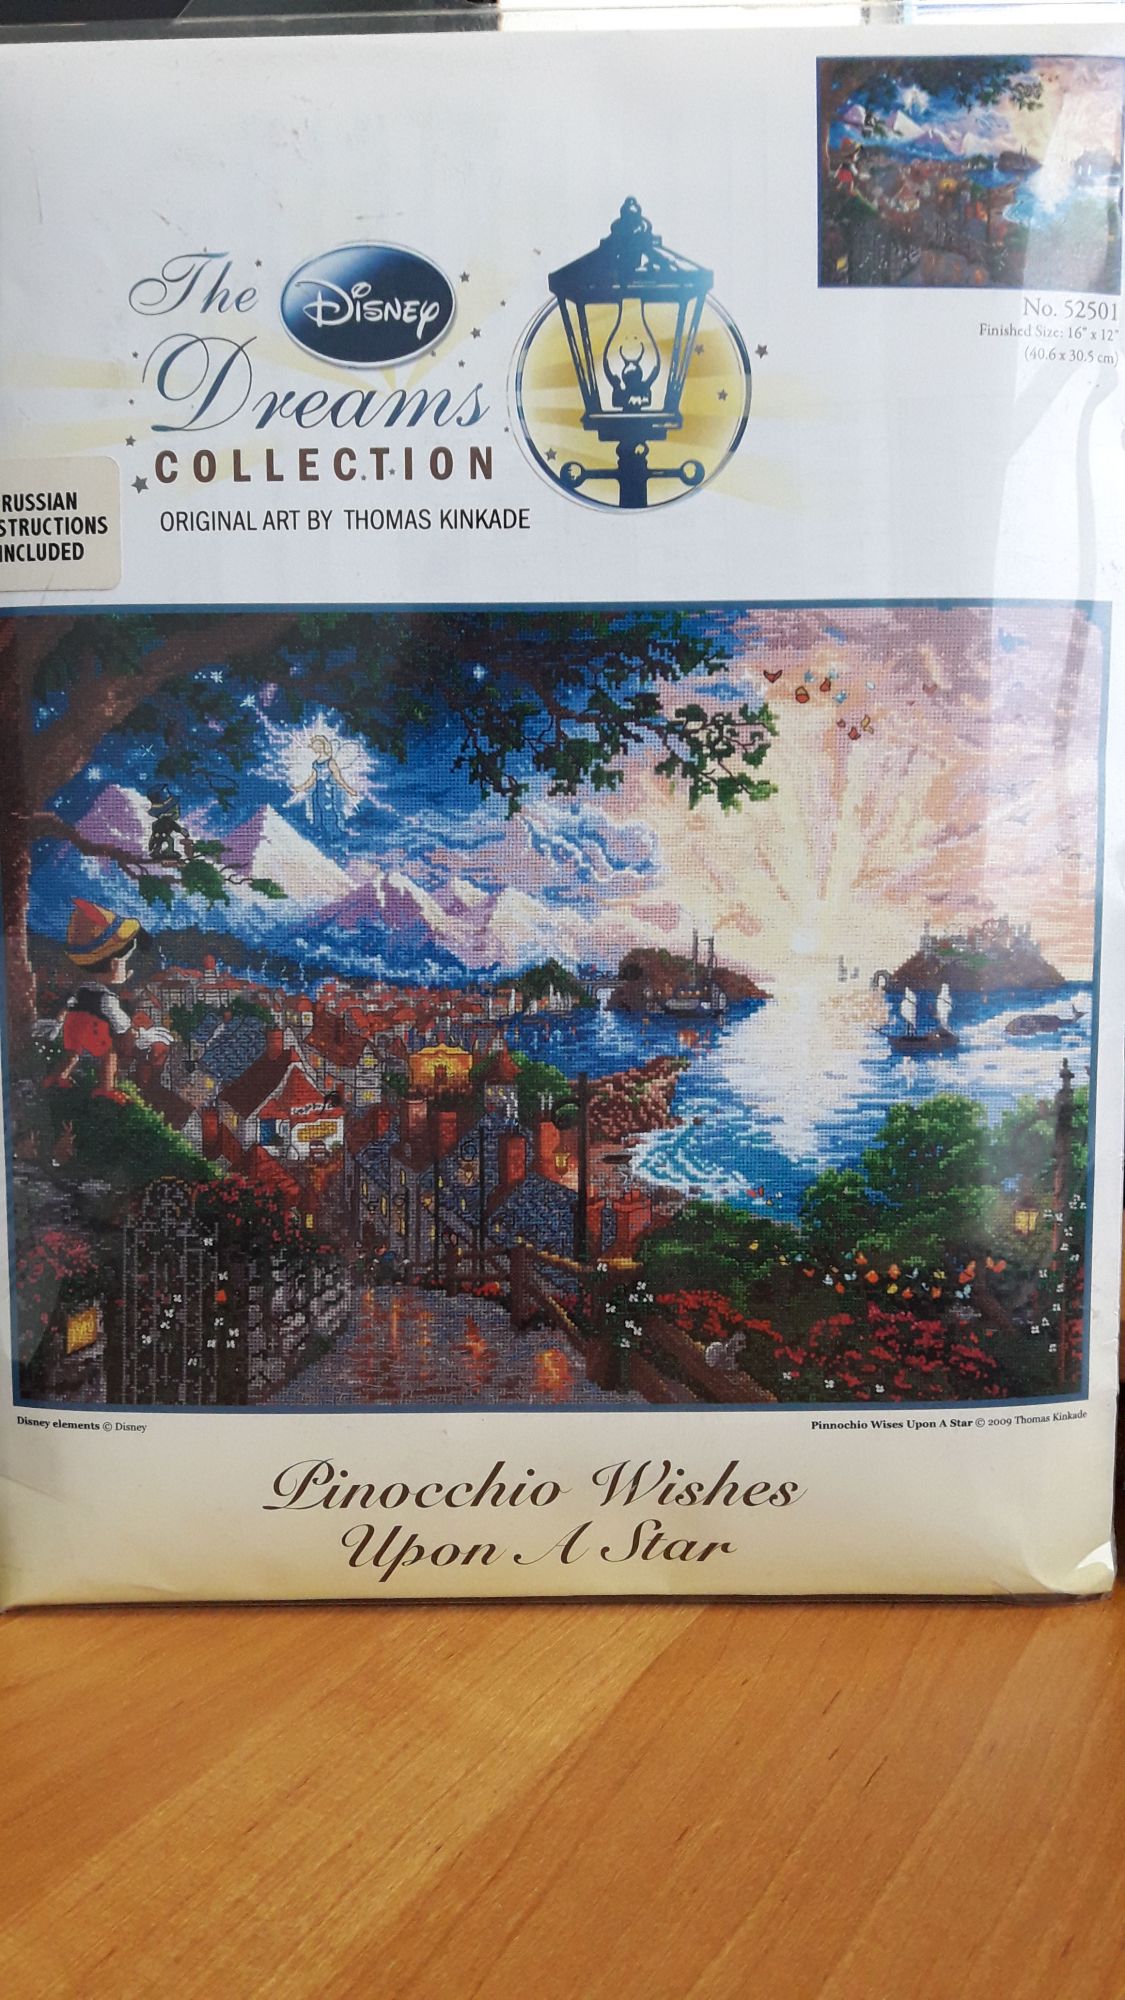 The Disney
Dreams
COLLECTION
ORIGINAL ART BY THOMAS KINKADE
No. 52501
Finished Size: 16" x 12"
(40.6 x 30.5 cm)
RUSSIAN
STRUCTIONS
INCLUDED
Disney elements © Disney
Pinnochio Wises Upon A Star © 2009 Thomas Kinkade
Pinocchio Wishes
Upon A Star